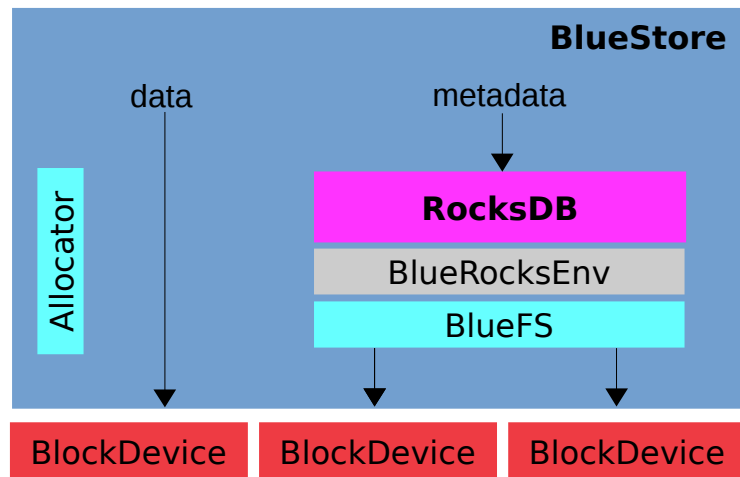 BlueStore
data
metadata
Allocator
RocksDB
BlueRocksEnv
BlueFS
BlockDevice
BlockDevice
BlockDevice